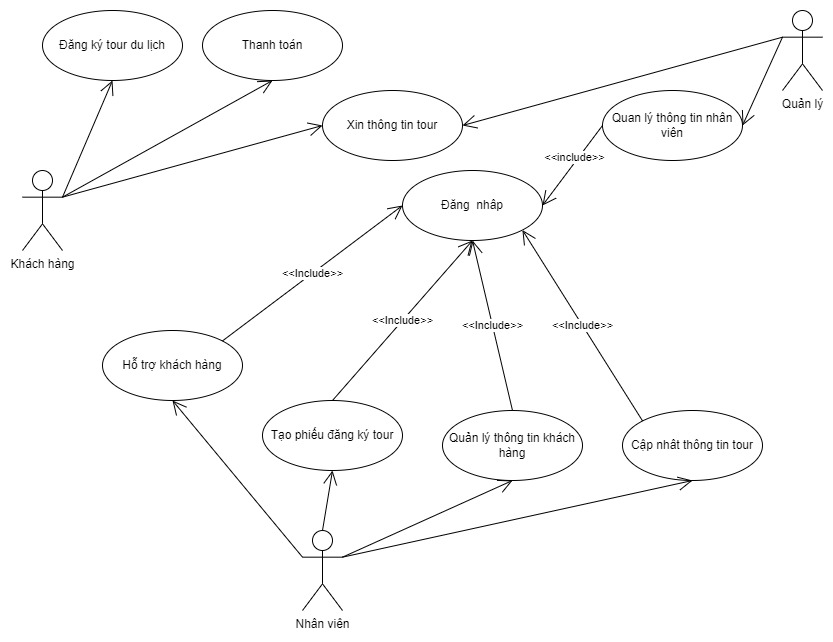 Đăng ký tour du lịch
Thanh toán
Quản lý
Xin thông tin tour
Quan lý thông tin nhân
viên
<<include>>
Đăng nhập
Khách hàng
<<Include>>
<<Include>>
<<Include>>
<<Include>>
Hỗ trợ khách hàng
Tạo phiếu đăng ký tour
Quản lý thông tin khách
hàng
Cập nhât thông tin tour
Nhân viên